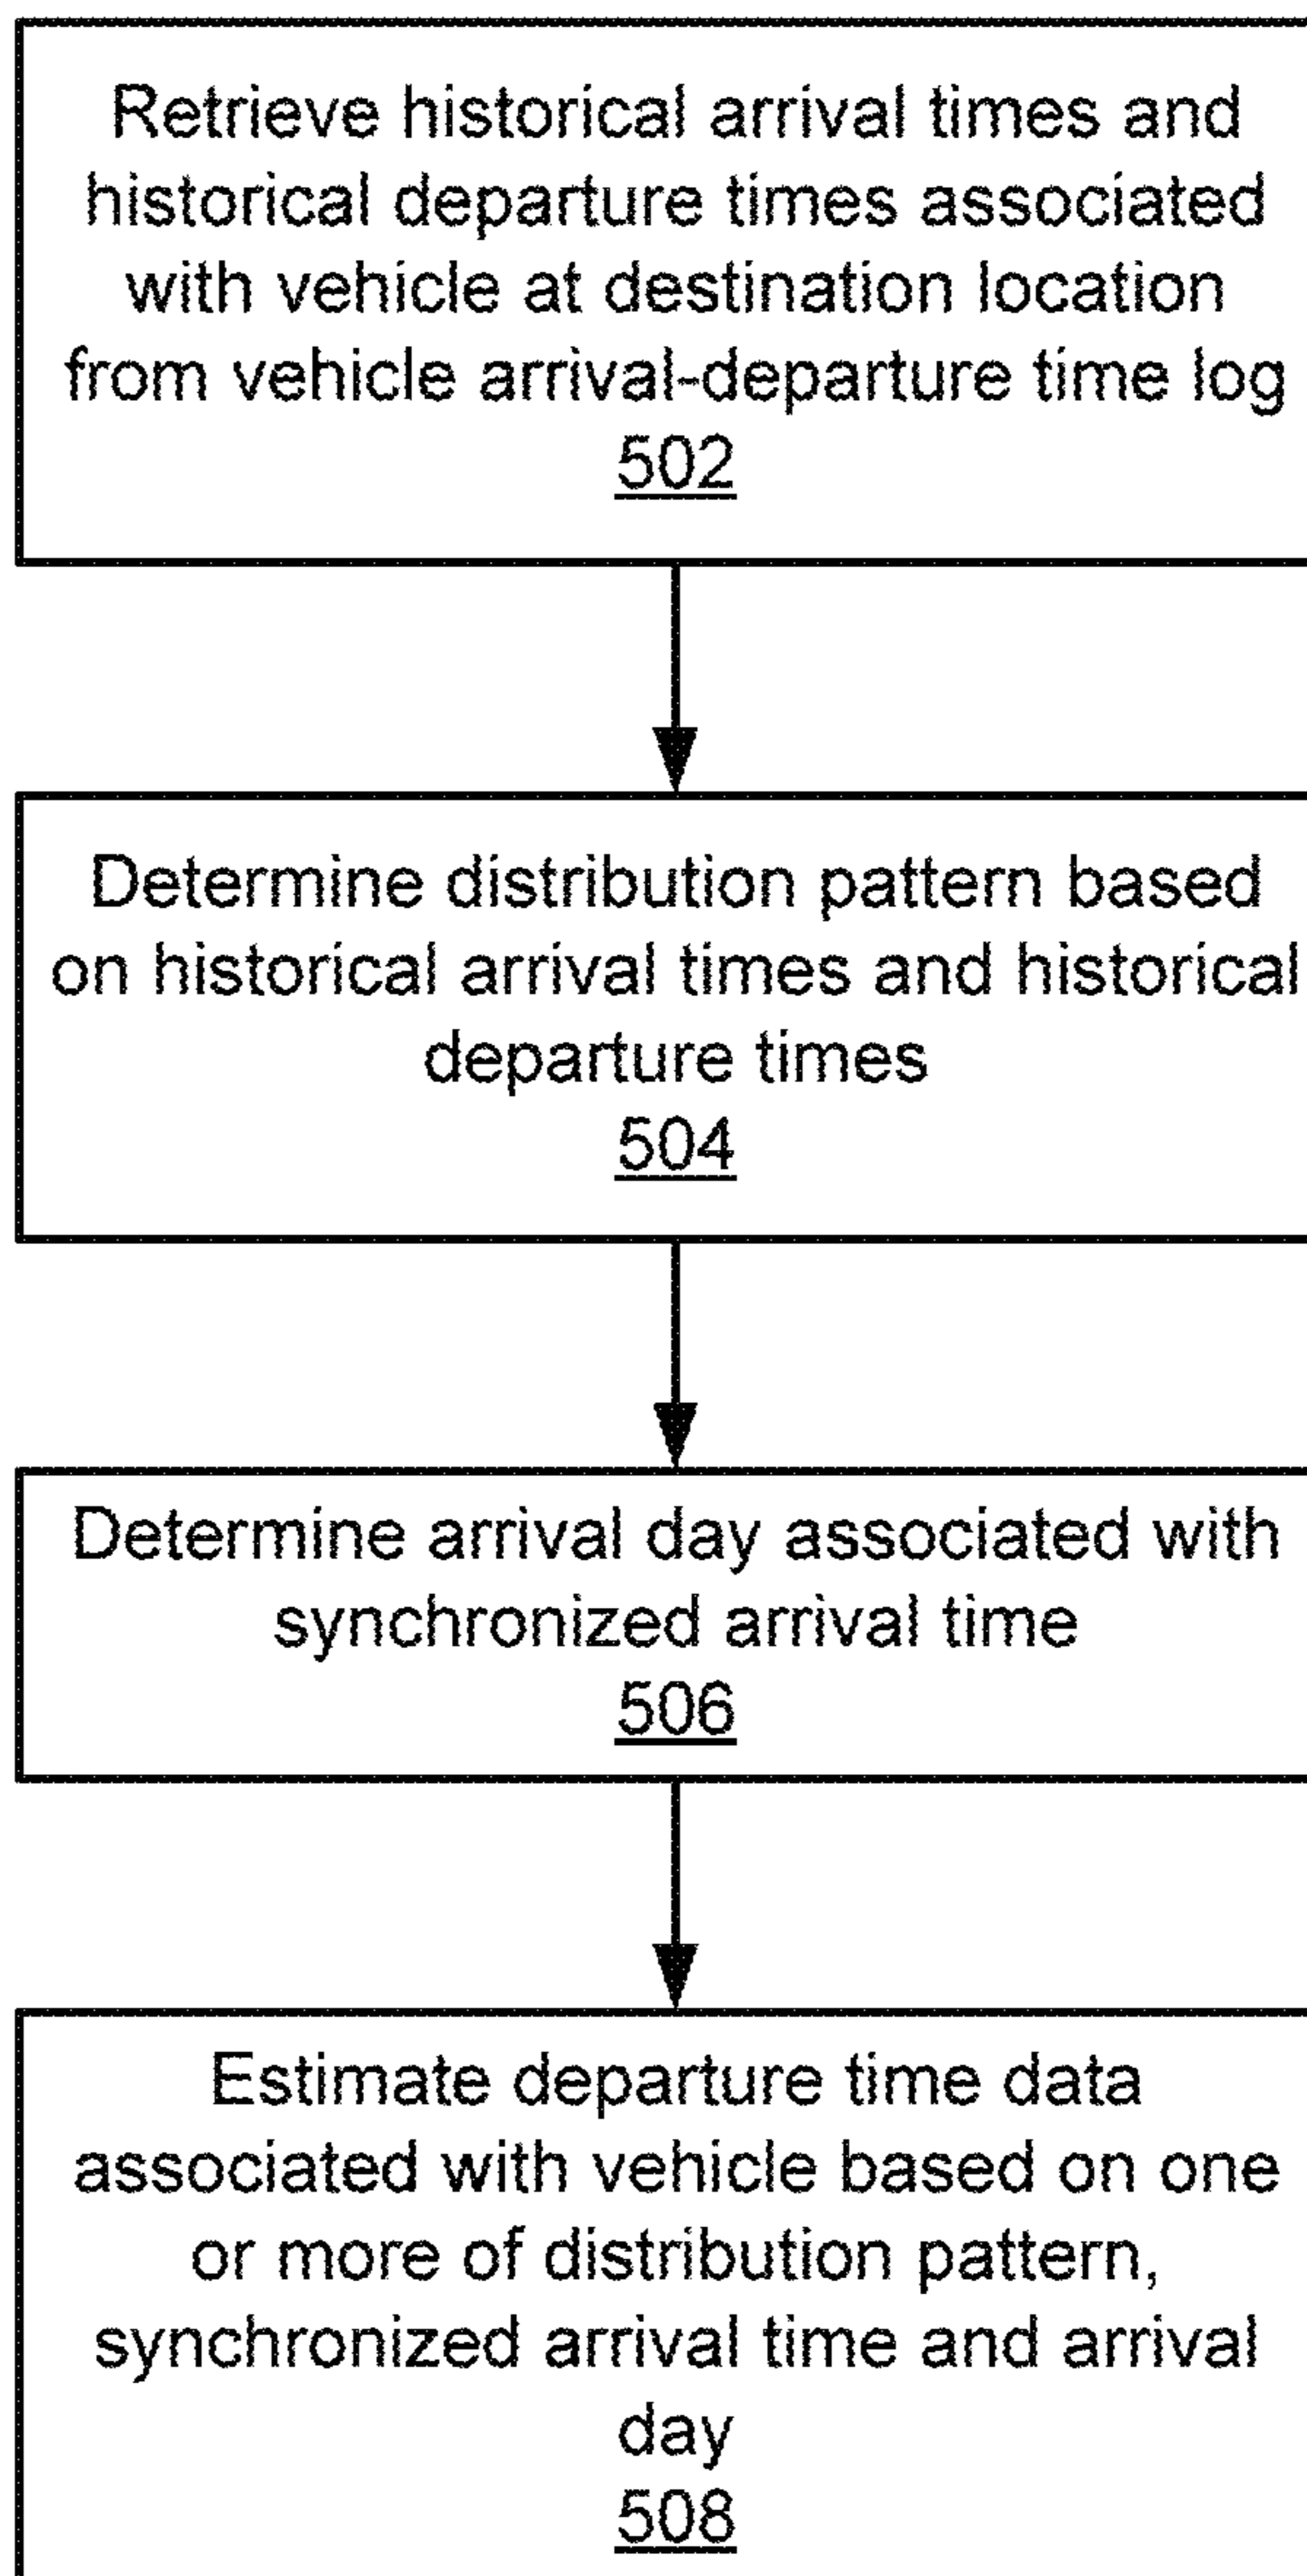 Retrieve historical arrival times and
historical departure times associated
with vehicle at destination location
from vehicle arrival-departure time log
502
Determine distribution pattern based
on historical arrival times and historical
departure times
504
Determine arrival day associated with
synchronized arrival time
506
Estimate departure time data
associated with vehicle based on one
or more of distribution pattern,
synchronized arrival time and arrival
day
508